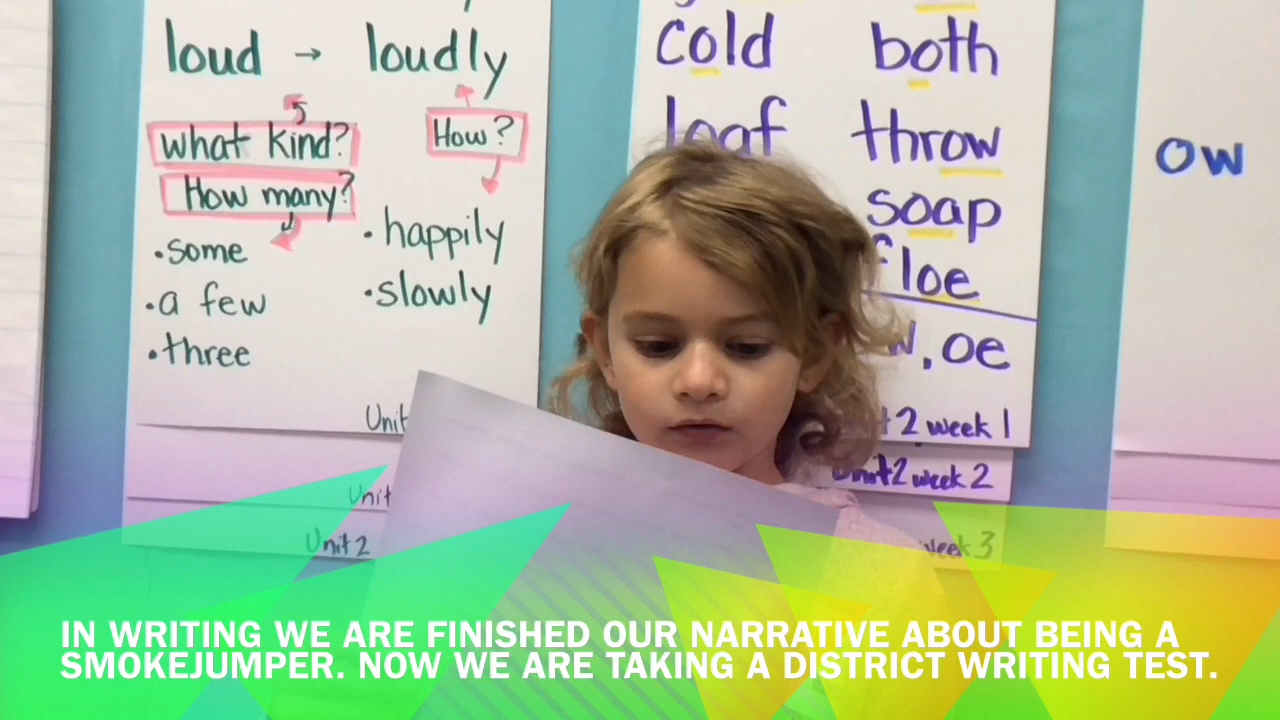 loud → loudly
what kind?
How?
How many?
• some
• happily
• a few
• slowly
• three
Unit
Unit
Unit 2
cold both
loaf throw
soap
floe
, oe
2 week 1
Unit 2 week 2
week 3
ow
IN WRITING WE ARE FINISHED OUR NARRATIVE ABOUT BEING A
SMOKEJUMPER. NOW WE ARE TAKING A DISTRICT WRITING TEST.